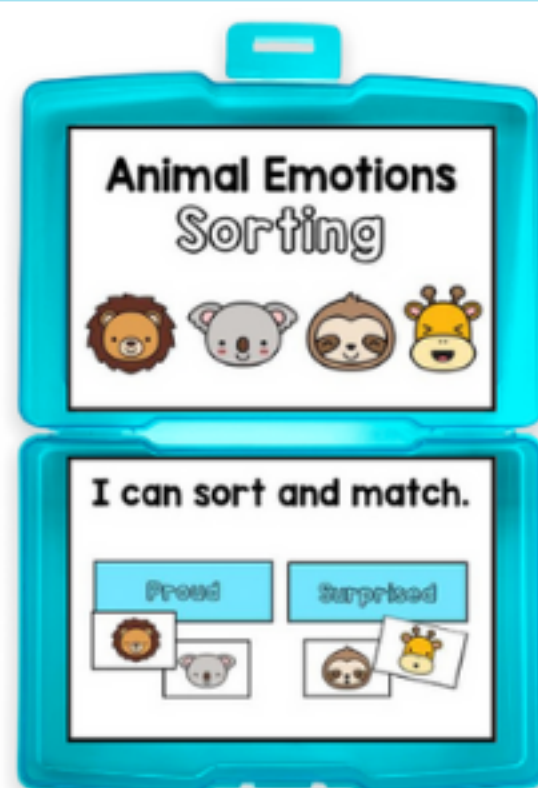 Animal Emotions
Sorting
I can sort and match.
Proud
Surprised